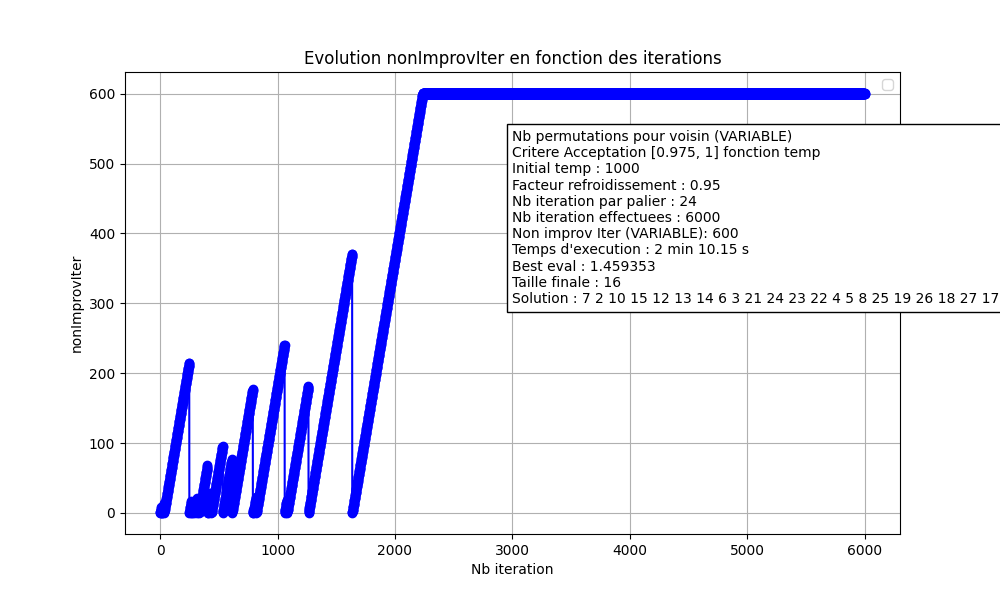 Evolution nonImprovIter en fonction des iterations
600
500
400
300
200
100
0
nonImprovIter
Nb permutations pour voisin (VARIABLE)
Critere Acceptation [0.975, 1] fonction temp
Initial temp : 1000
Facteur refroidissement : 0.95
Nb iteration par palier : 24
Nb iteration effectuees : 6000
Non improv Iter (VARIABLE): 600
Temps d'execution : 2 min 10.15 s
Best eval : 1.459353
Taille finale : 16
Solution : 7 2 10 15 12 13 14 6 3 21 24 23 22 4 5 8 25 19 26 18 27 17
0 1000 2000 3000 4000 5000 6000
Nb iteration